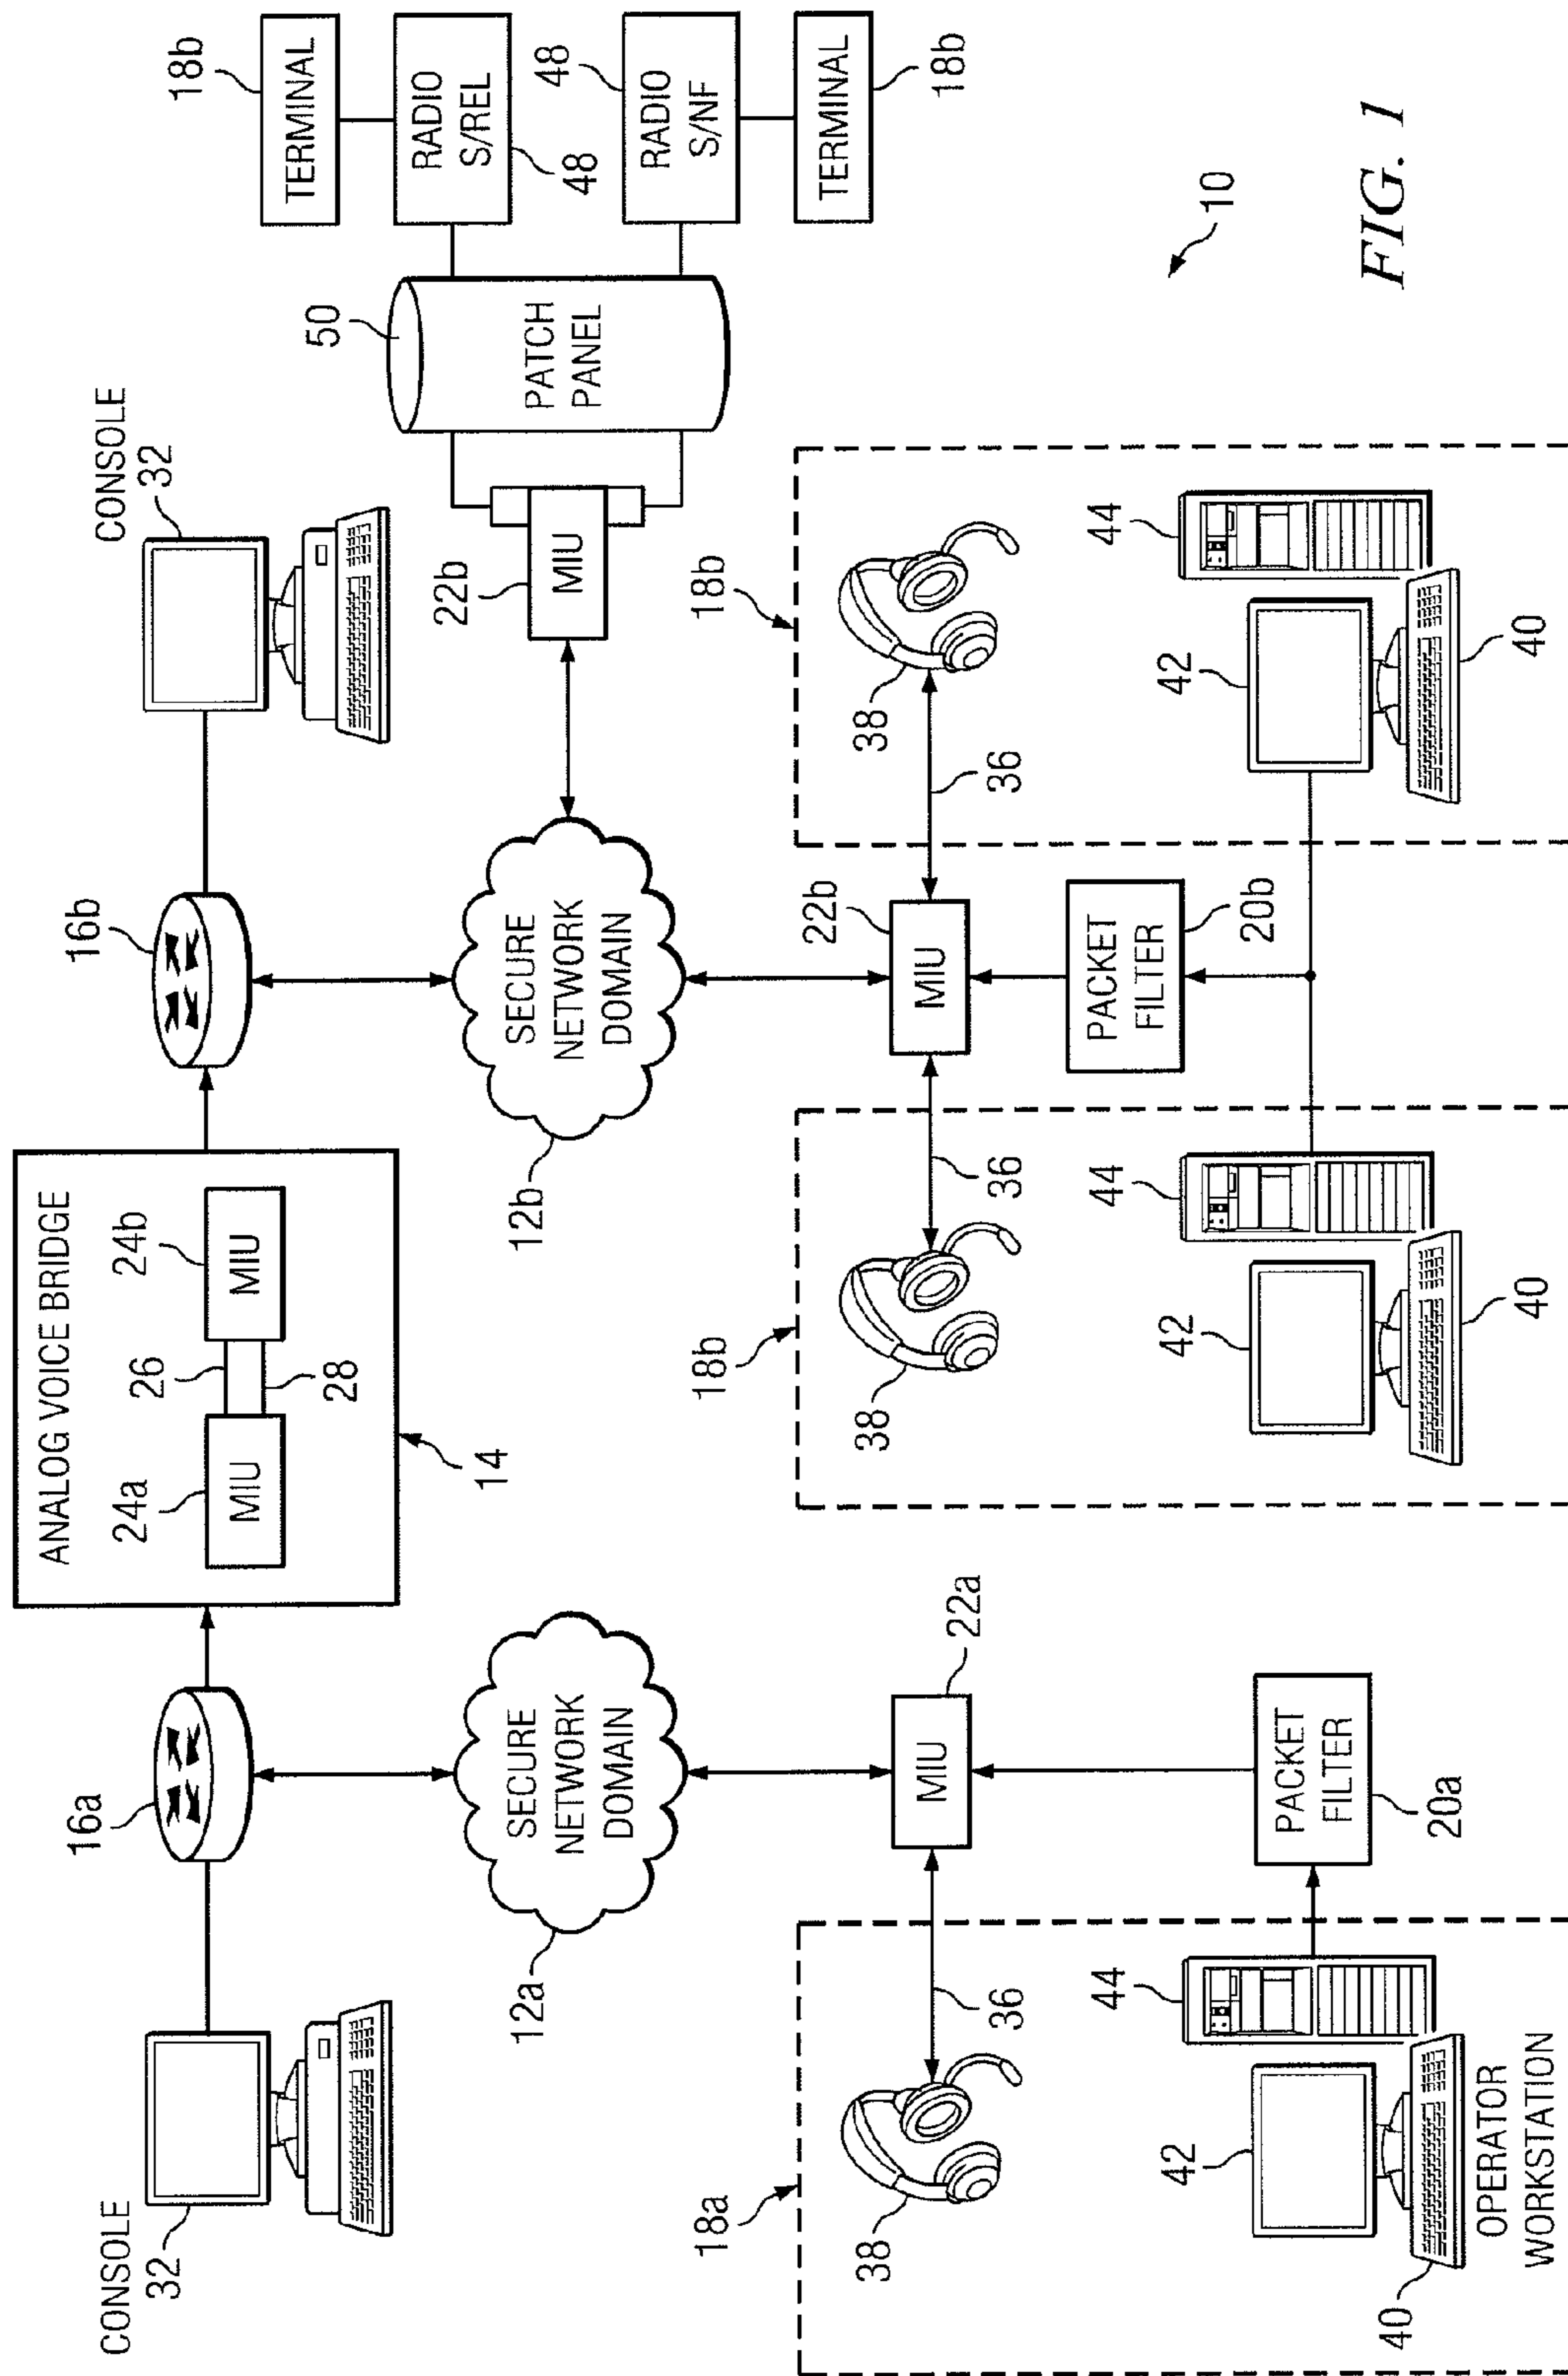 ANALOG VOICE BRIDGE
24a
26
24b
MIU
MIU
28
14
CONSOLE
32
16a
16b
CONSOLE
32
50
18b
TERMINAL
RADIO
S/REL
48
PATCH
PANEL
48
RADIO
S/NF
TERMINAL
18b
22b
MIU
SECURE
NETWORK
DOMAIN
12a
SECURE
NETWORK
DOMAIN
12b
18a
38
36
MIU
22a
18b
38
36
MIU
22b
36
38
18b
42
44
40
OPERATOR
WORKSTATION
PACKET
FILTER
20a
42
44
40
PACKET
FILTER
20b
42
44
40
10
FIG. 1